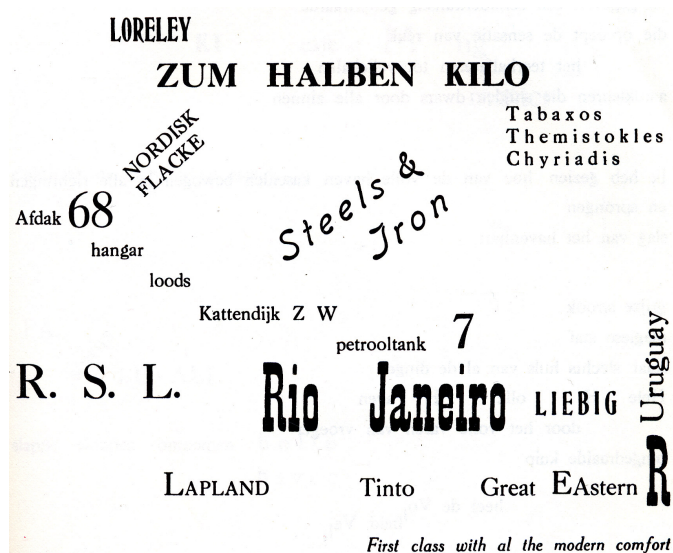 LORELEY
ZUM HALBEN KILO
NORDISK
FLACKE
Tabaxos
Themistokles
Chyriadis
Steels &
Iron
Afdak 68
hangar
loods
Kattendijk Z W
petrooltank 7
R. S. L.
Rio Janeiro LIEBIG
Uruguay
LAPLAND Tinto Great EAstern R
First class with al the modern comfort